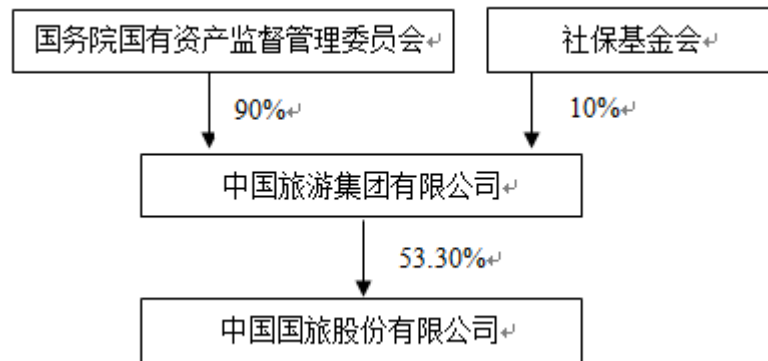 国务院国有资产监督管理委员会↵
社保基金会↵
90%↵
10%↵
中国旅游集团有限公司↵
53.30%↵
中国国旅股份有限公司↵